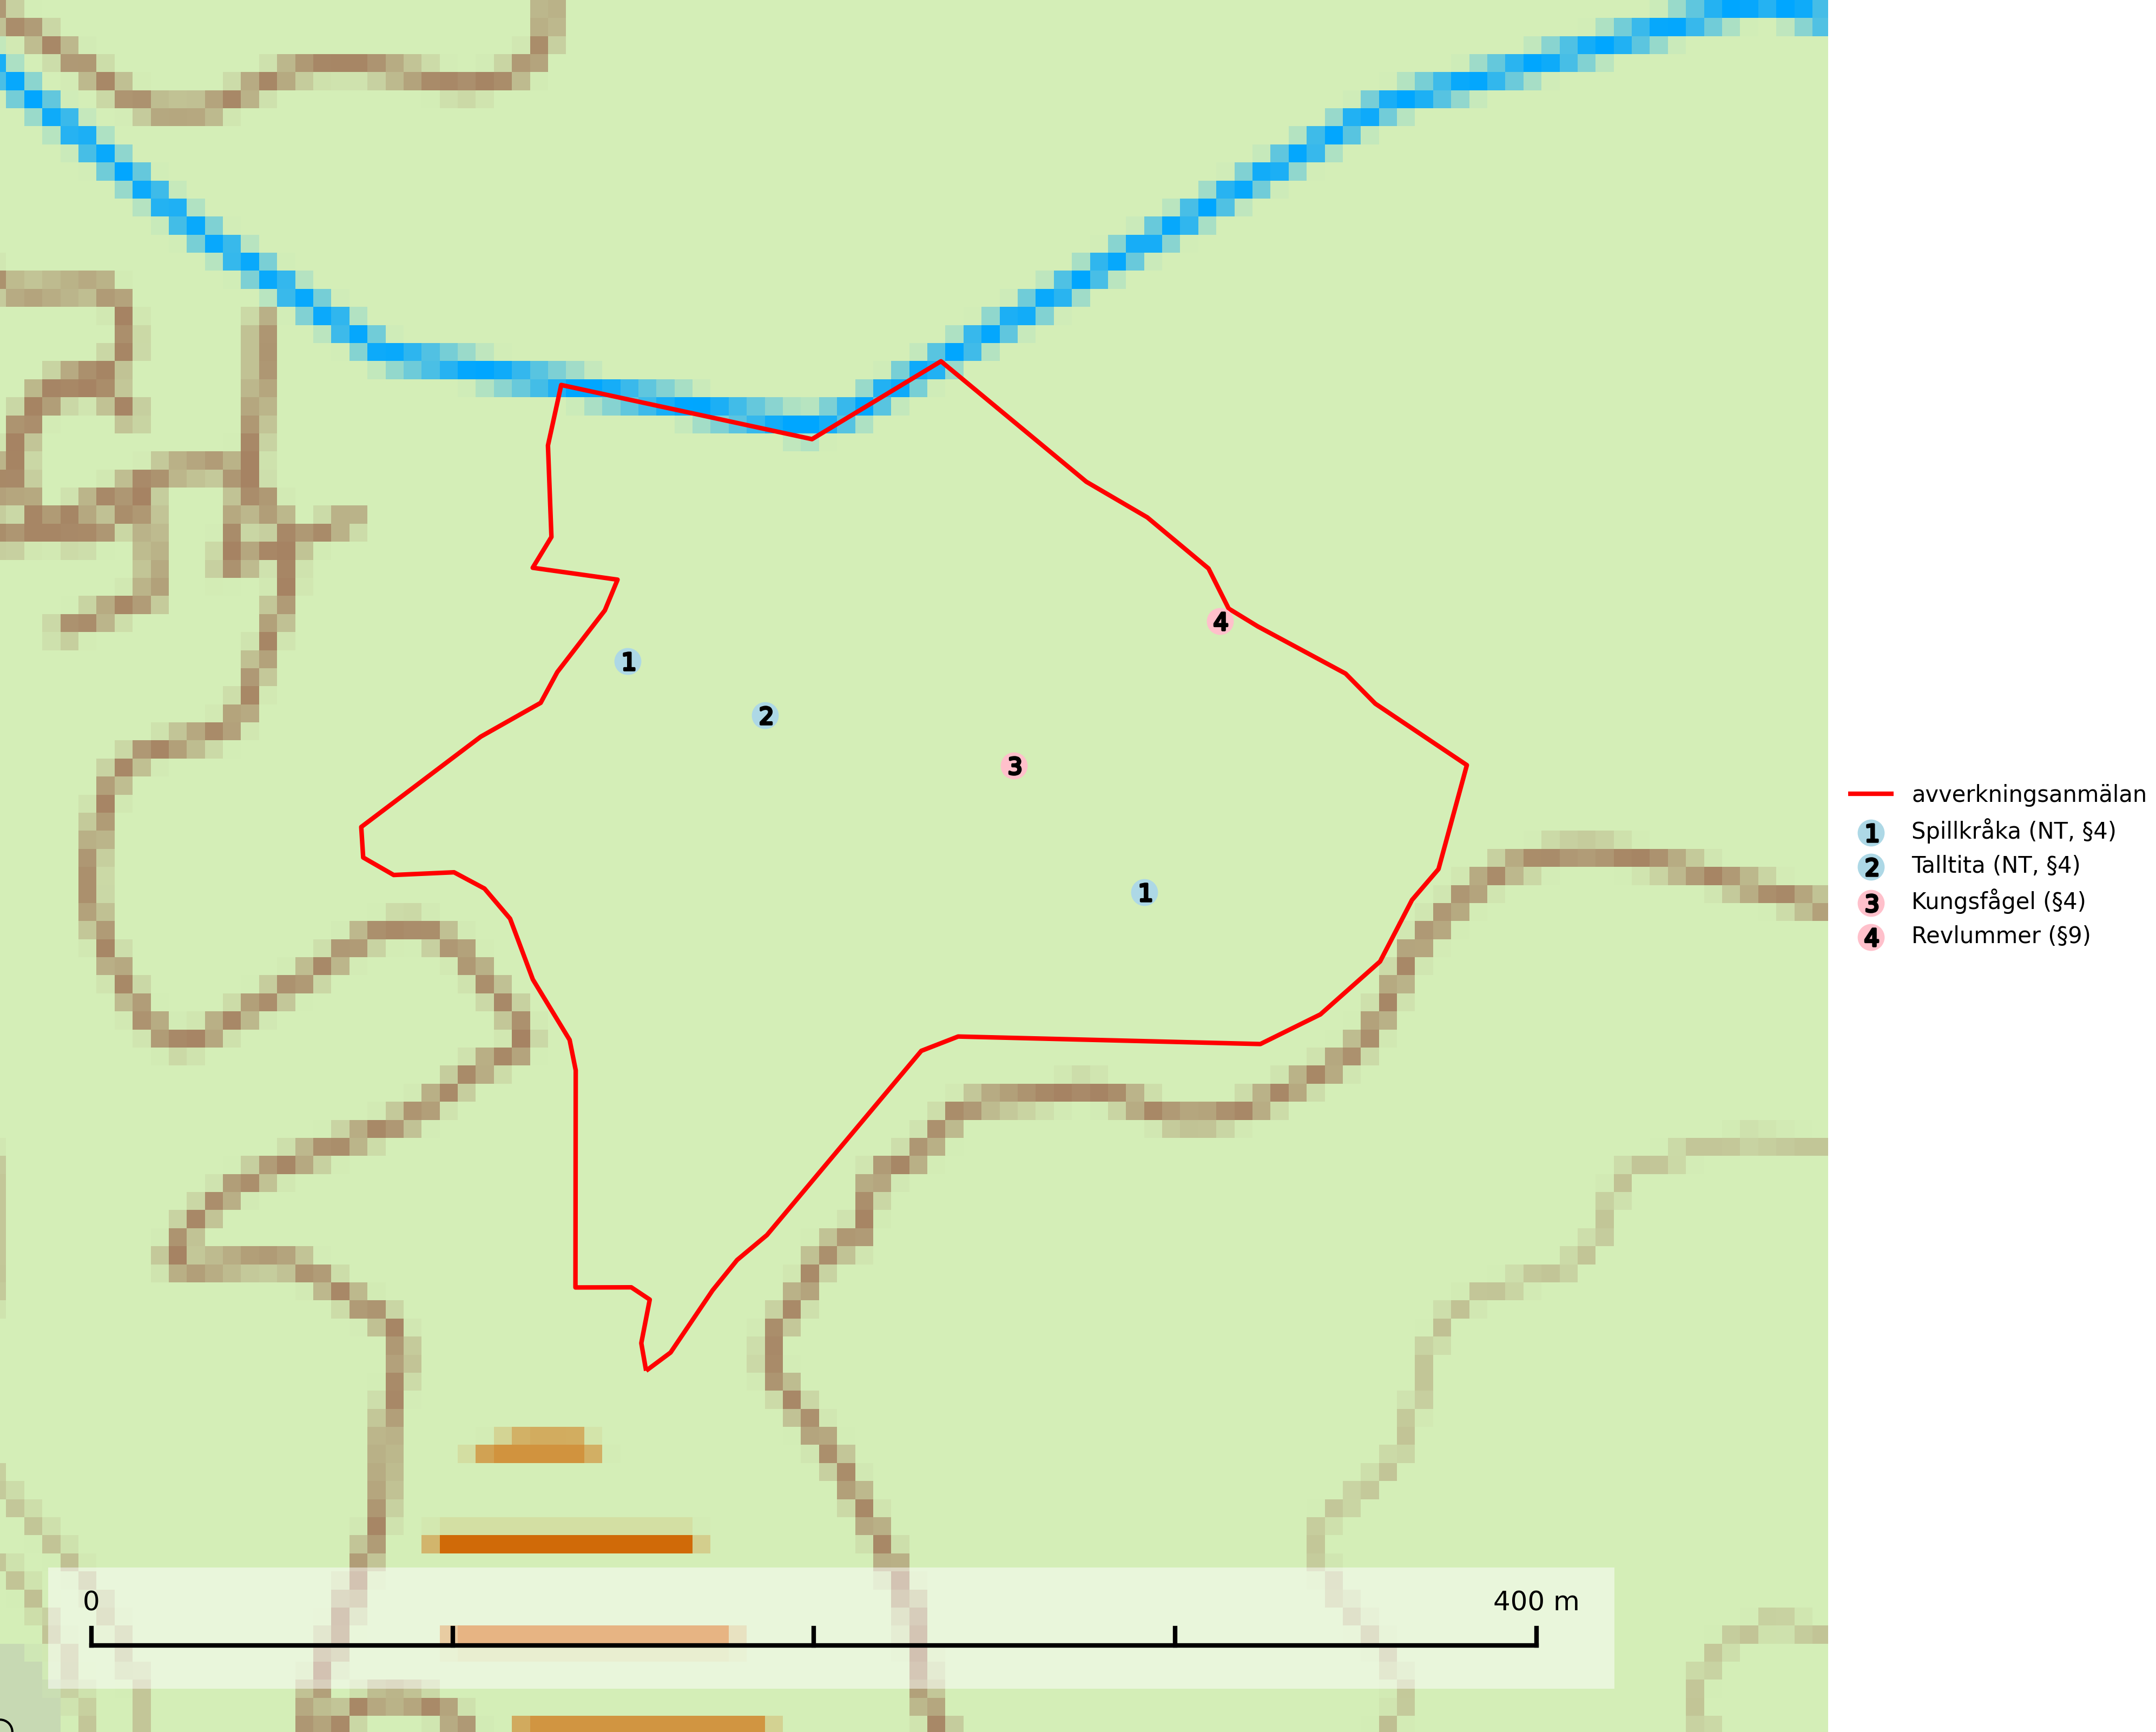 4
1
2
3
1
avverkningsanmälan
1 Spillkråka (NT, §4)
2 Talltita (NT, §4)
3 Kungsfågel (§4)
4 Revlummer (§9)
0 400 m